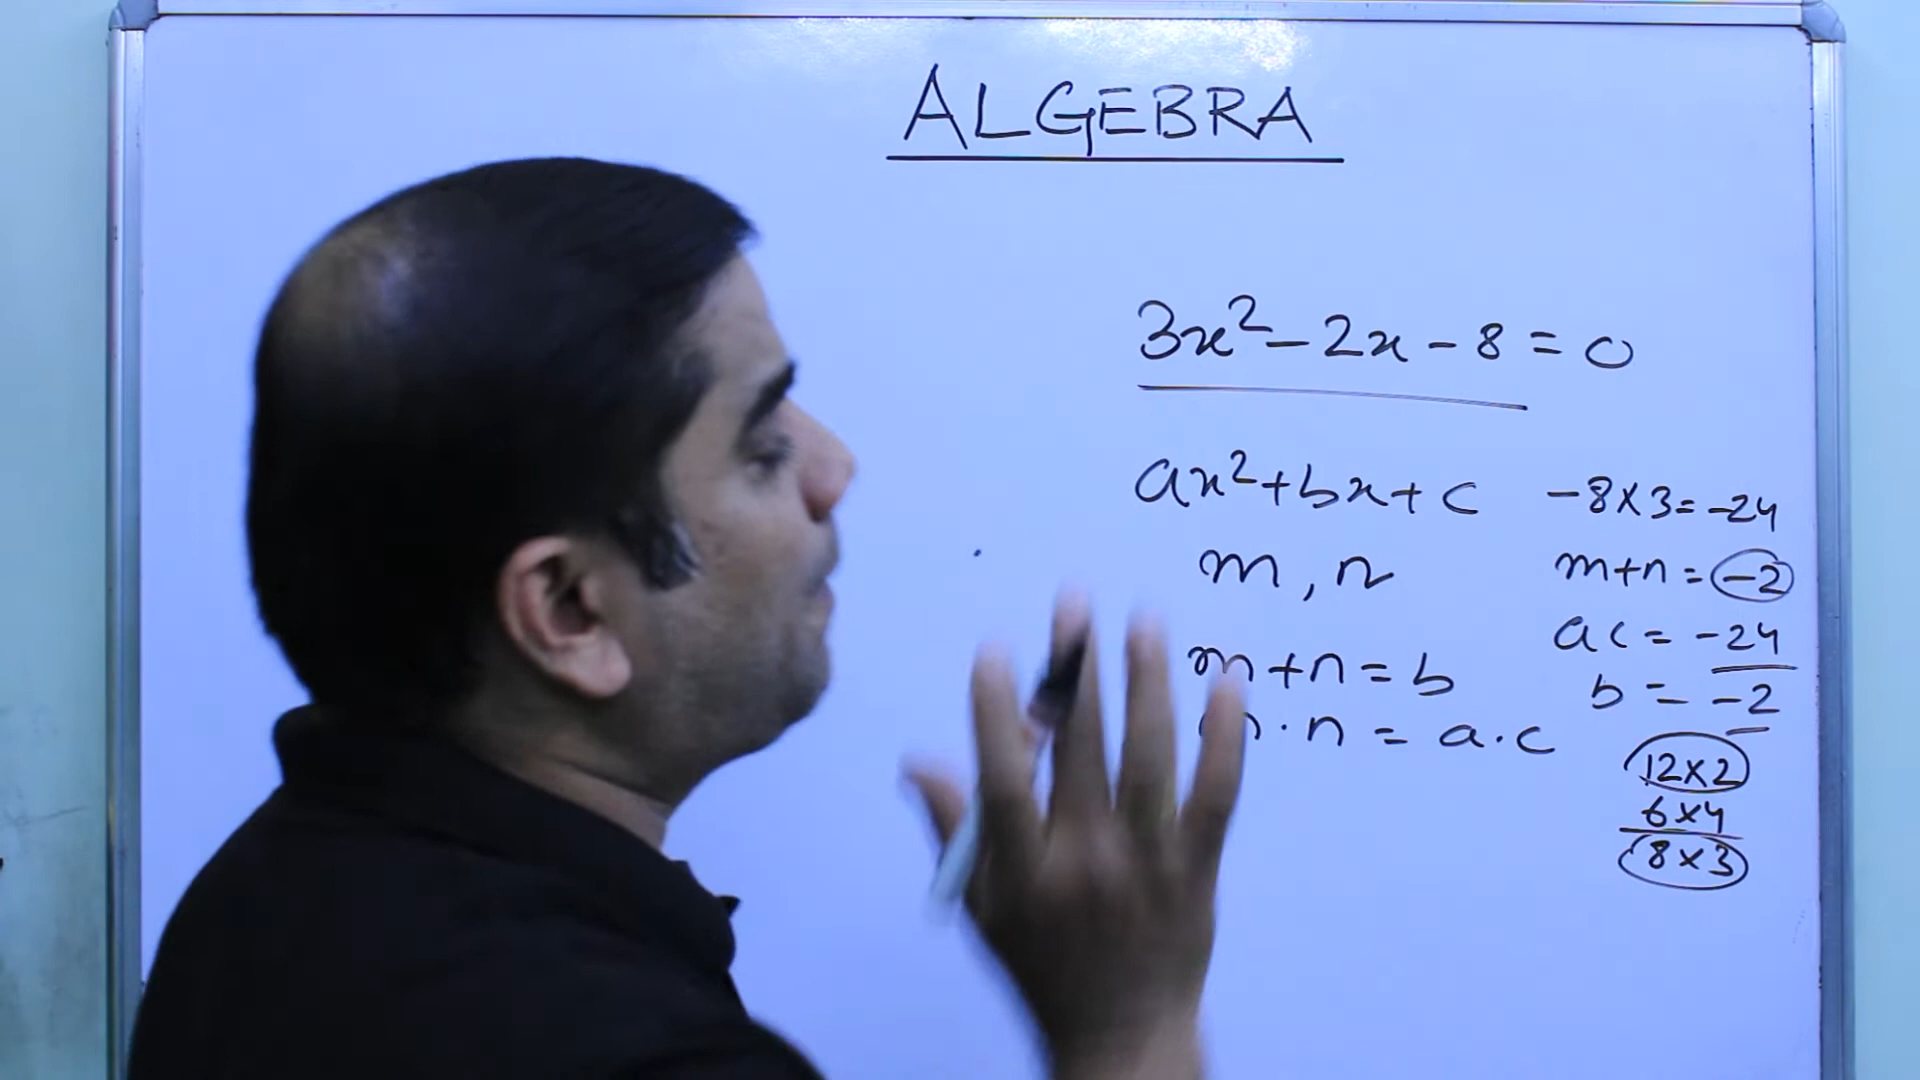 ALGEBRA
3x² - 2x - 8 = 0
ax² + bx + c
-8 x 3 = -24
m , n
m+n = -2
ac = -24
m + n = b
b = -2
· n = a · c
12 x 2
6 x 4
8 x 3